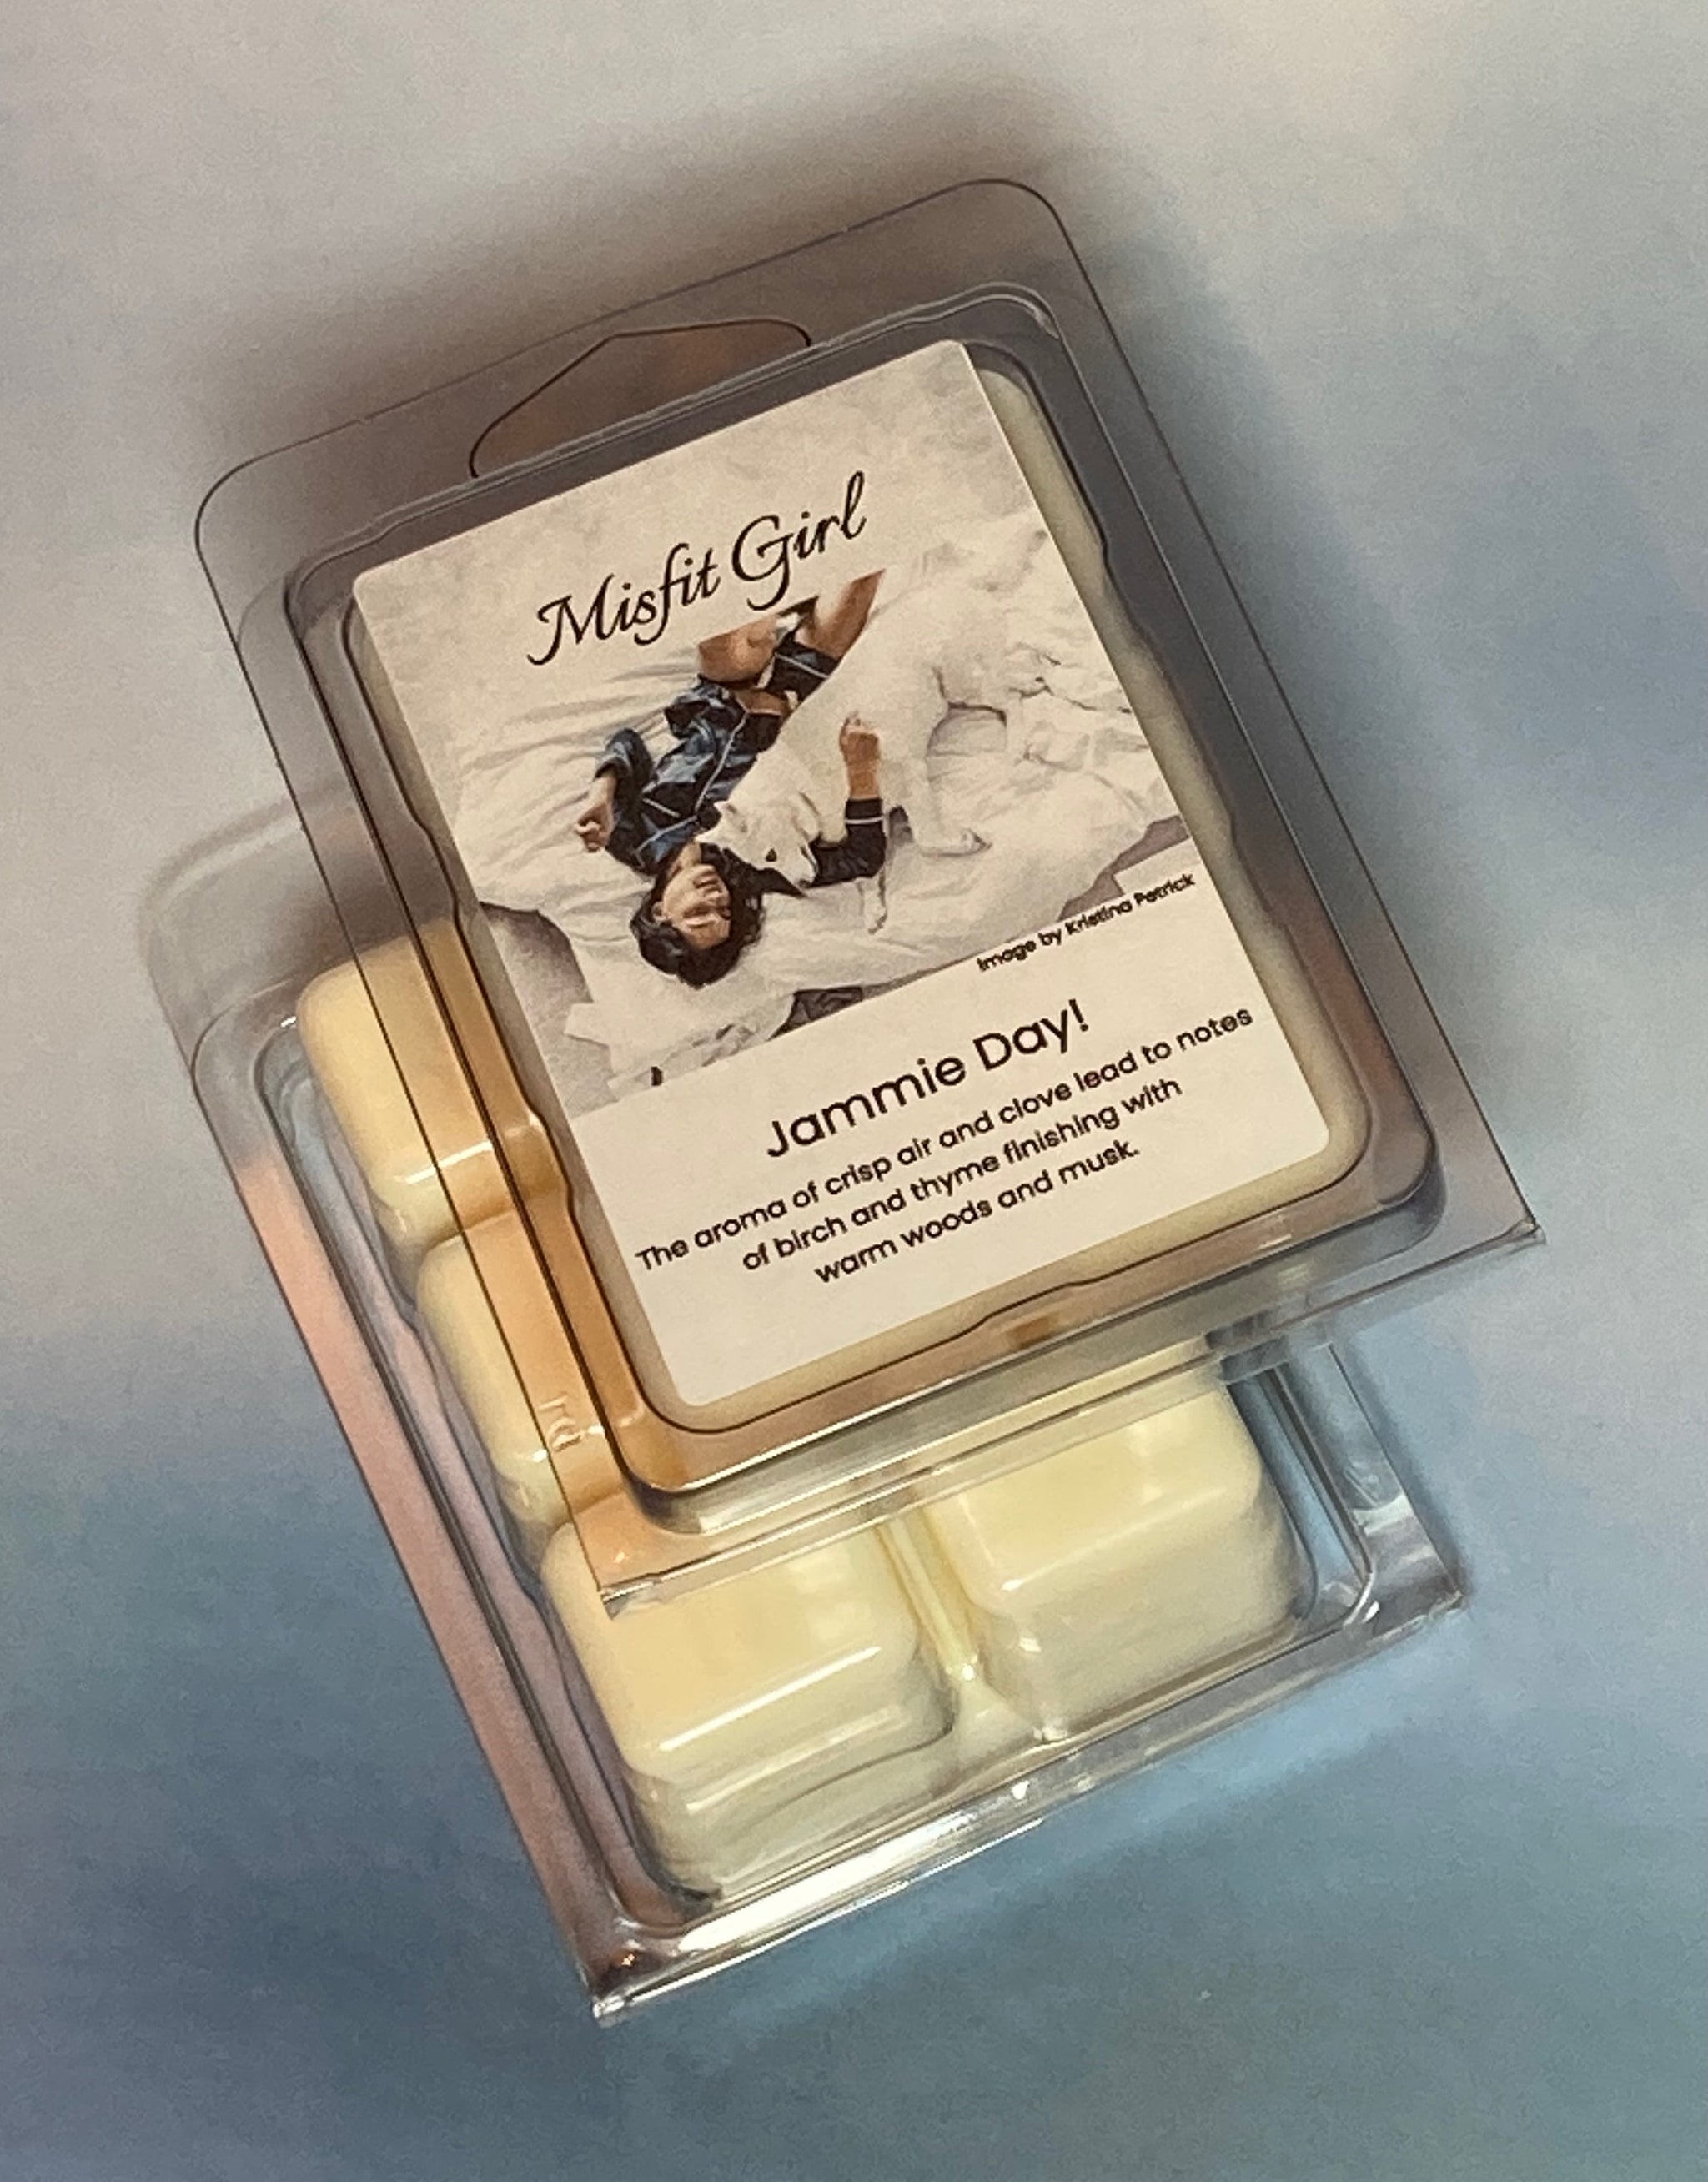 Misfit Girl
Image by Kristina Petrick
Jammie Day!
The aroma of crisp air and clove lead to notes
of birch and thyme finishing with
warm woods and musk.